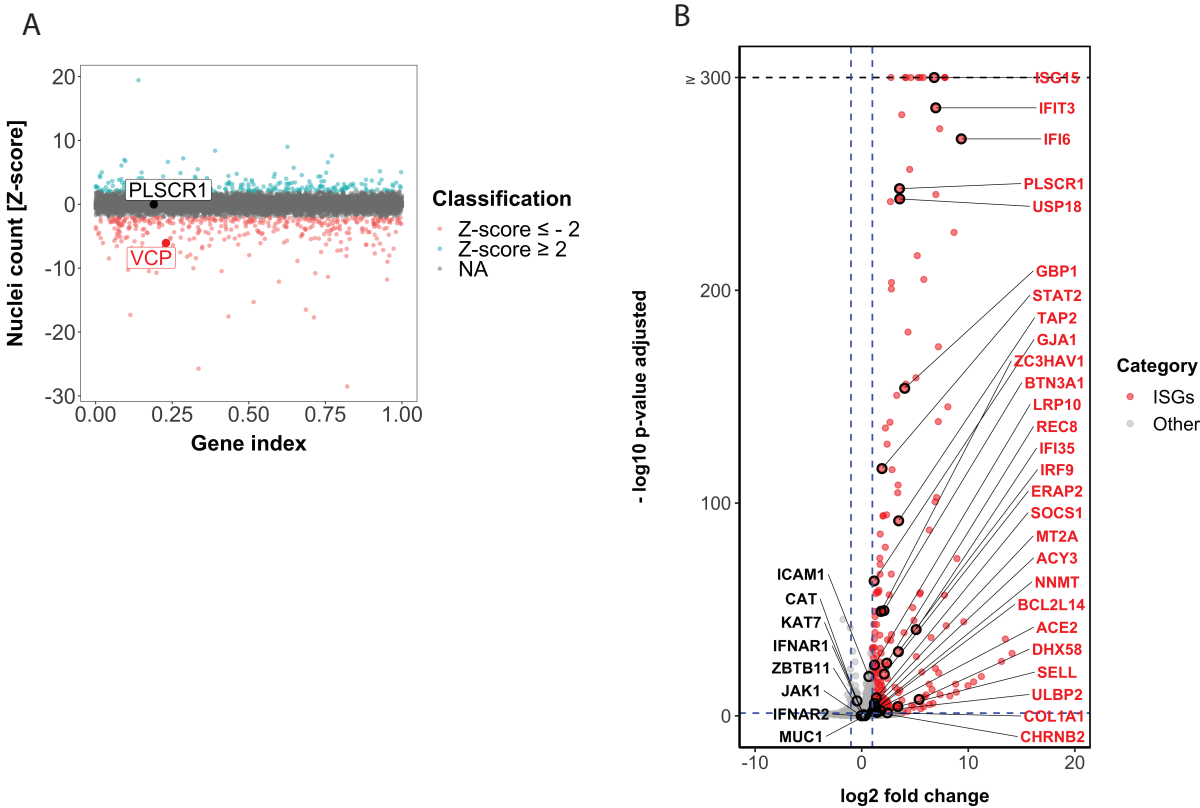 A
Nuclei count [Z-score]
20
10
0
-10
-20
-30
PLSCR1
VCP
0.00
0.25
0.50
0.75
1.00
Gene index
Classification
Z-score ≤ - 2
Z-score ≥ 2
NA
B
- log10 p-value adjusted
≥ 300
200
100
0
ISG15
IFIT3
IFI6
PLSCR1
USP18
GBP1
STAT2
TAP2
GJA1
ZC3HAV1
BTN3A1
LRP10
REC8
IFI35
IRF9
ERAP2
SOCS1
MT2A
ACY3
NNMT
BCL2L14
ACE2
DHX58
SELL
ULBP2
COL1A1
CHRNB2
ICAM1
CAT
KAT7
IFNAR1
ZBTB11
JAK1
IFNAR2
MUC1
-10
0
10
20
log2 fold change
Category
ISGs
Other